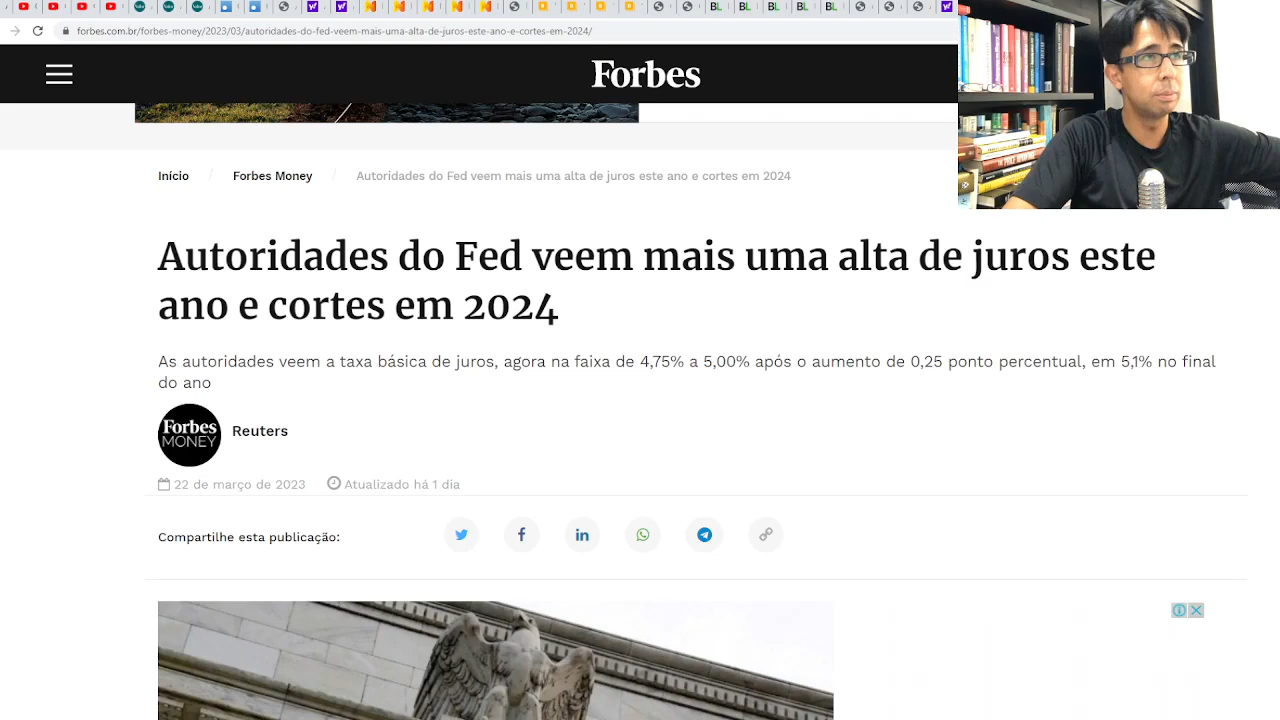 forbes.com.br/forbes-money/2023/03/autoridades-do-fed-veem-mais-uma-alta-de-juros-este-ano-e-cortes-em-2024/
Forbes
Início / Forbes Money / Autoridades do Fed veem mais uma alta de juros este ano e cortes em 2024
Autoridades do Fed veem mais uma alta de juros este
ano e cortes em 2024
As autoridades veem a taxa básica de juros, agora na faixa de 4,75% a 5,00% após o aumento de 0,25 ponto percentual, em 5,1% no final
do ano
Forbes
MONEY
Reuters
22 de março de 2023 Atualizado há 1 dia
Compartilhe esta publicação: